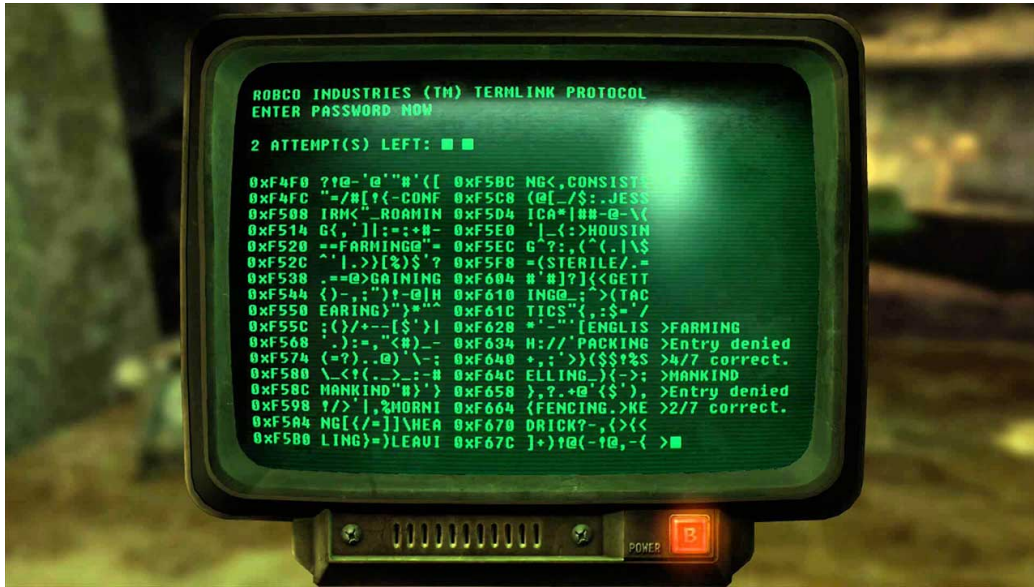 ROBCO INDUSTRIES (TM) TERMLINK PROTOCOL
ENTER PASSWORD NOW
2 ATTEMPT(S) LEFT: ■ ■
0xF4F0 ?!@-'@'"#'([ 0xF5BC NG<,CONSISTS
0xF4FC "=/#[!{-CONF 0xF5C8 (@[_/$:.JESS
0xF508 IRM<"_ROAMIN 0xF5D4 ICA*|##-@-\(
0xF514 G{,']|:=;+#- 0xF5E0 '|_{:>HOUSIN
0xF520 ==FARMING@"= 0xF5EC G^?:,(^(.|\$
0xF52C ^'|.>}[%)$'? 0xF5F8 =(STERILE/.=
0xF538 .==@>GAINING 0xF604 #'#]?]{<GETT
0xF544 {)-,;")!-@|H 0xF610 ING@_;^>(TAC
0xF550 EARING}"}*"^ 0xF61C TICS"{,:$='/
0xF55C ;(}/+--[$'}| 0xF628 *'-"'[ENGLIS >FARMING
0xF568 '.):=,"<#)_- 0xF634 H://'PACKING >Entry denied
0xF574 (=?)..@)'\-; 0xF640 +,;'>}($$!%S >4/7 correct.
0xF580 \_<!(._>_:-# 0xF64C ELLING_){->; >MANKIND
0xF58C MANKIND"#}'} 0xF658 },?.+@'{$'), >Entry denied
0xF598 !/>'|,%MORNI 0xF664 {FENCING.>KE >2/7 correct.
0xF5A4 NG[{/=]]\HEA 0xF670 DRICK?-,{>{<
0xF5B0 LING}=)LEAVI 0xF67C ]+)!@(-!@,-{ >■
POWER
B